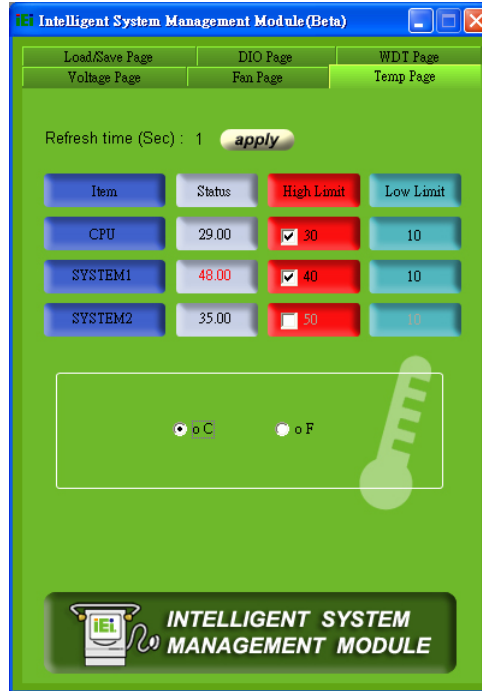 iEi Intelligent System Management Module(Beta)
Load/Save Page DIO Page WDT Page
Voltage Page Fan Page Temp Page
Refresh time (Sec) : 1 apply
Item Status High Limit Low Limit
CPU 29.00 30 10
SYSTEM1 48.00 40 10
SYSTEM2 35.00 50 10
o C o F
iEi
INTELLIGENT SYSTEM
MANAGEMENT MODULE